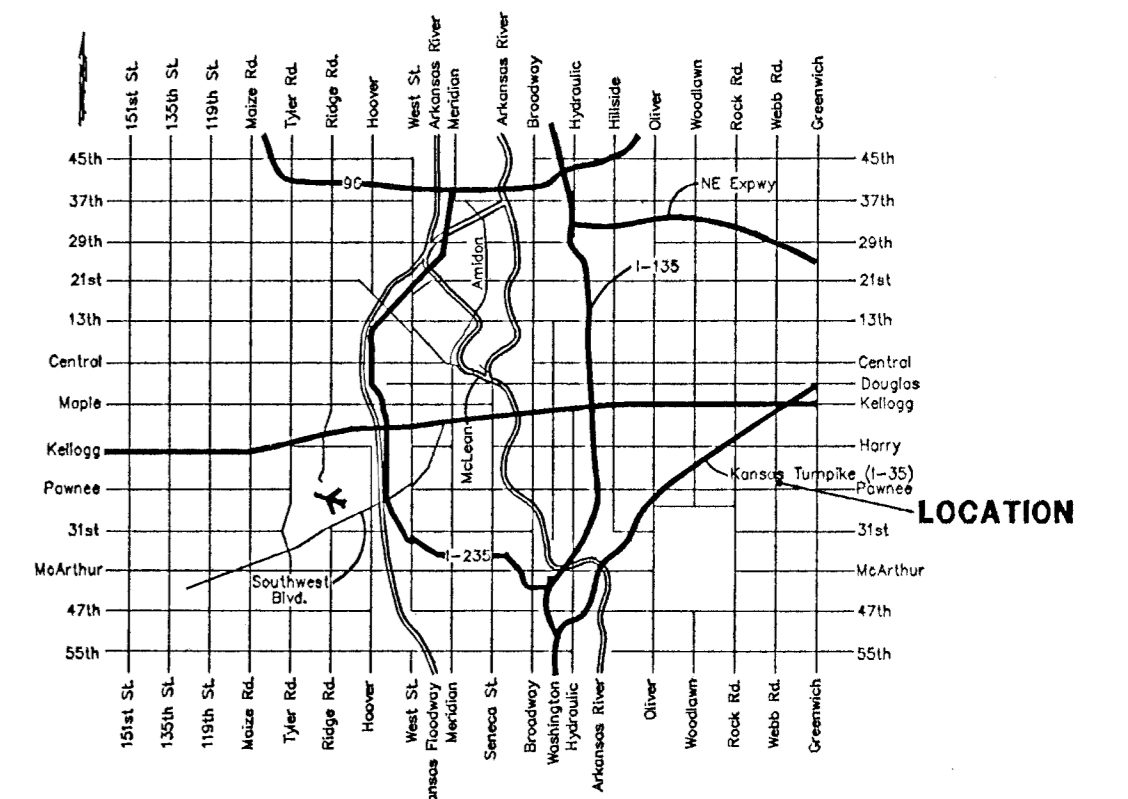 151st St.
135th St.
119th St.
Maize Rd.
Tyler Rd.
Ridge Rd.
Hoover
West St.
Arkansas River
Meridian
Arkansas River
Broadway
Hydraulic
Hillside
Oliver
Woodlawn
Rock Rd.
Webb Rd.
Greenwich
45th
45th
96
NE Expwy
37th
37th
29th
29th
Amidon
I-135
21st
21st
13th
13th
Central
Central
Douglas
Maple
Kellogg
McLean
Kellogg
Harry
Kansas Turnpike (I-35)
Pawnee
Pawnee
LOCATION
31st
31st
I-235
McArthur
McArthur
Southwest
Blvd.
47th
47th
55th
55th
151st St.
135th St.
119th St.
Maize Rd.
Tyler Rd.
Ridge Rd.
Hoover
West St.
nsas Floodway
Meridian
Seneca St.
Broadway
Washington
Hydraulic
Arkansas River
Oliver
Woodlawn
Rock Rd.
Webb Rd.
Greenwich